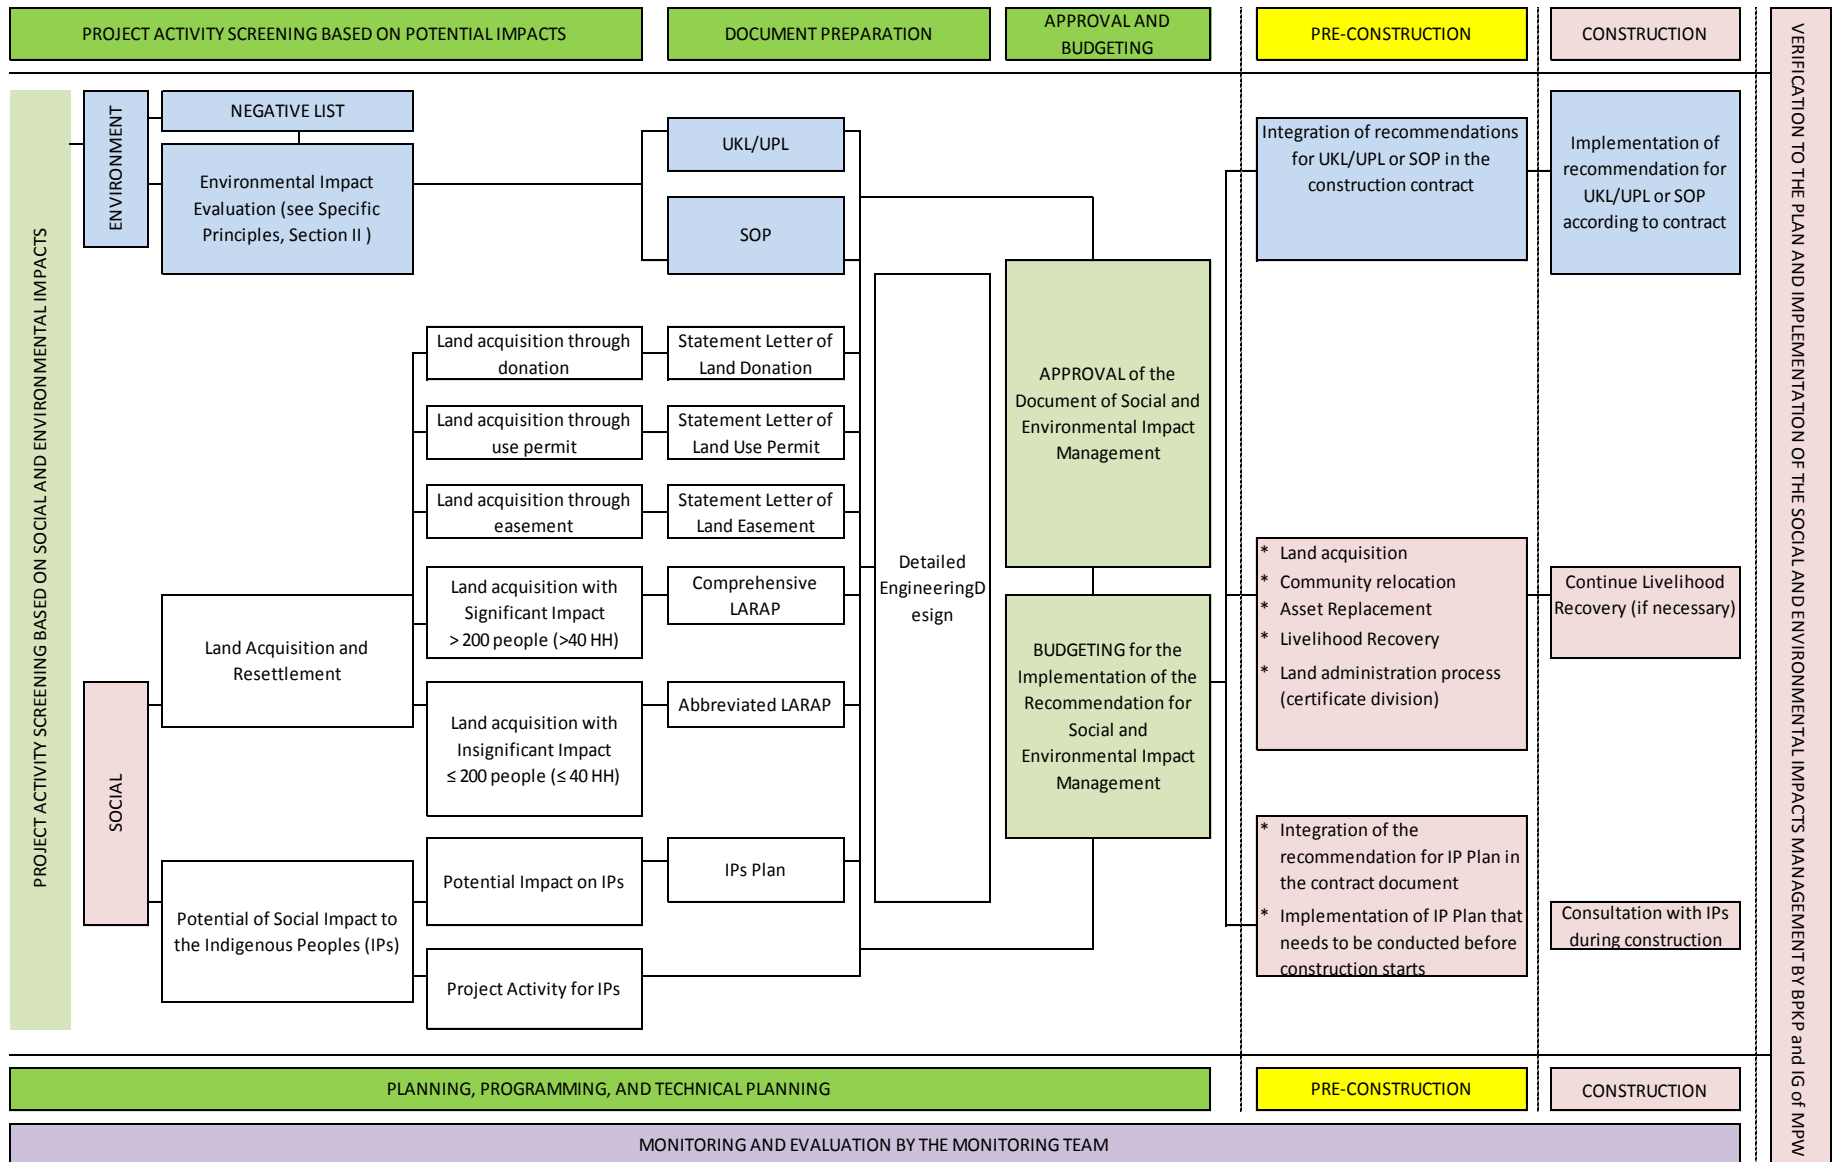 PROJECT ACTIVITY SCREENING BASED ON POTENTIAL IMPACTS
DOCUMENT PREPARATION
APPROVAL AND
BUDGETING
PRE-CONSTRUCTION
CONSTRUCTION
VERIFICATION TO THE PLAN AND IMPLEMENTATION OF THE SOCIAL AND ENVIRONMENTAL IMPACTS MANAGEMENT BY BPKP and IG of MPW
PROJECT ACTIVITY SCREENING BASED ON SOCIAL AND ENVIRONMENTAL IMPACTS
ENVIRONMENT
NEGATIVE LIST
Environmental Impact
Evaluation (see Specific
Principles, Section II )
UKL/UPL
SOP
Integration of recommendations
for UKL/UPL or SOP in the
construction contract
Implementation of
recommendation for
UKL/UPL or SOP
according to contract
SOCIAL
Land Acquisition and
Resettlement
Land acquisition through
donation
Statement Letter of
Land Donation
Land acquisition through
use permit
Statement Letter of
Land Use Permit
Land acquisition through
easement
Statement Letter of
Land Easement
Land acquisition with
Significant Impact
> 200 people (>40 HH)
Comprehensive
LARAP
Land acquisition with
Insignificant Impact
≤ 200 people (≤ 40 HH)
Abbreviated LARAP
Potential of Social Impact to
the Indigenous Peoples (IPs)
Potential Impact on IPs
IPs Plan
Project Activity for IPs
Detailed
EngineeringD
esign
APPROVAL of the
Document of Social and
Environmental Impact
Management
BUDGETING for the
Implementation of the
Recommendation for
Social and
Environmental Impact
Management
* Land acquisition
* Community relocation
* Asset Replacement
* Livelihood Recovery
* Land administration process
(certificate division)
Continue Livelihood
Recovery (if necessary)
* Integration of the
recommendation for IP Plan in
the contract document
* Implementation of IP Plan that
needs to be conducted before
construction starts
Consultation with IPs
during construction
PLANNING, PROGRAMMING, AND TECHNICAL PLANNING
PRE-CONSTRUCTION
CONSTRUCTION
MONITORING AND EVALUATION BY THE MONITORING TEAM